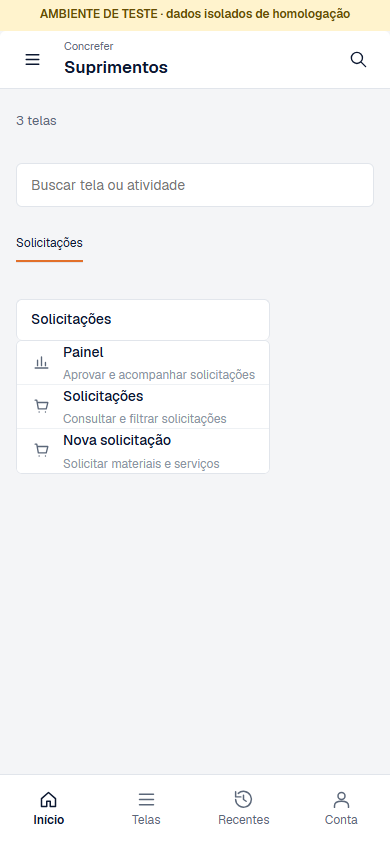 AMBIENTE DE TESTE · dados isolados de homologação
Concrefer
Suprimentos
3 telas
Buscar tela ou atividade
Solicitações
Solicitações
Painel
Aprovar e acompanhar solicitações
Solicitações
Consultar e filtrar solicitações
Nova solicitação
Solicitar materiais e serviços
Início
Telas
Recentes
Conta